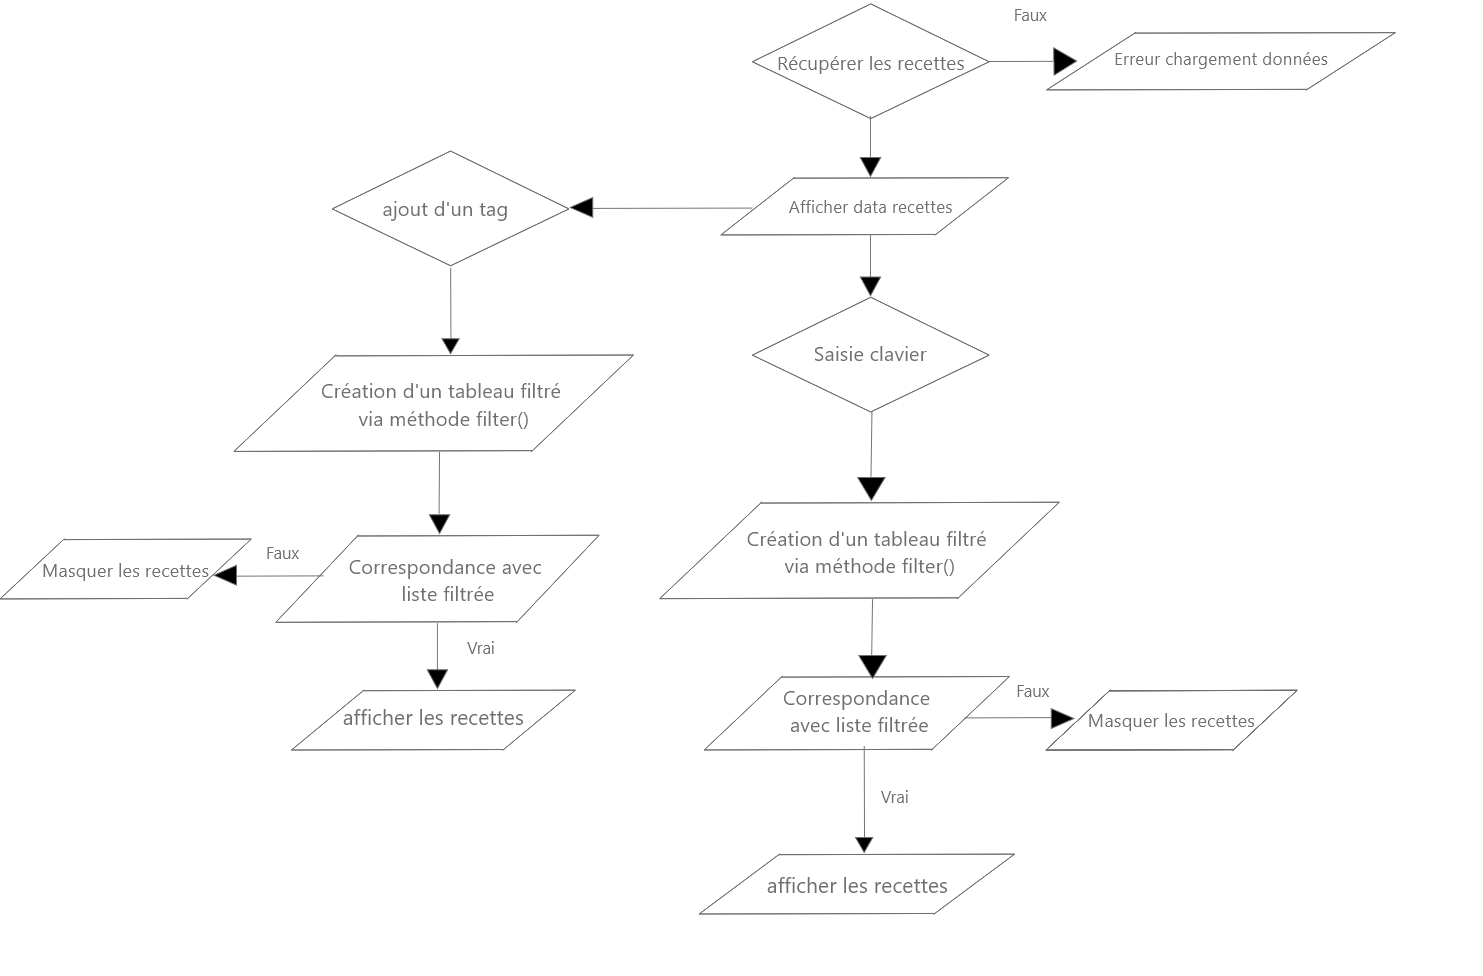 Faux
Récupérer les recettes
Erreur chargement données
ajout d'un tag
Afficher data recettes
Saisie clavier
Création d'un tableau filtré
via méthode filter()
Création d'un tableau filtré
via méthode filter()
Masquer les recettes
Faux
Correspondance avec
liste filtrée
Vrai
afficher les recettes
Correspondance
avec liste filtrée
Faux
Masquer les recettes
Vrai
afficher les recettes